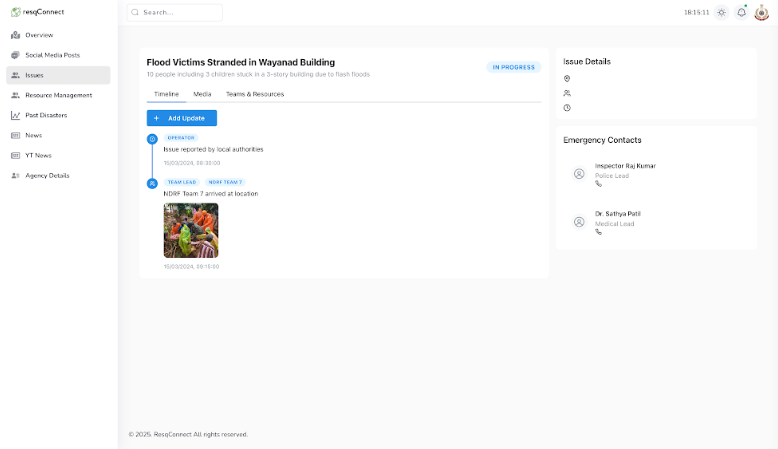 resqConnect
Search...
18:15:11
Overview
Social Media Posts
Issues
Resource Management
Past Disasters
News
YT News
Agency Details
Flood Victims Stranded in Wayanad Building
10 people including 3 children stuck in a 3-story building due to flash floods
IN PROGRESS
Timeline Media Teams & Resources
+ Add Update
OPERATOR
Issue reported by local authorities
15/03/2024, 08:30:00
TEAM LEAD NDRF TEAM 7
NDRF Team 7 arrived at location
15/03/2024, 09:15:00
Issue Details
Emergency Contacts
Inspector Raj Kumar
Police Lead
Dr. Sathya Patil
Medical Lead
© 2025. ResqConnect All rights reserved.